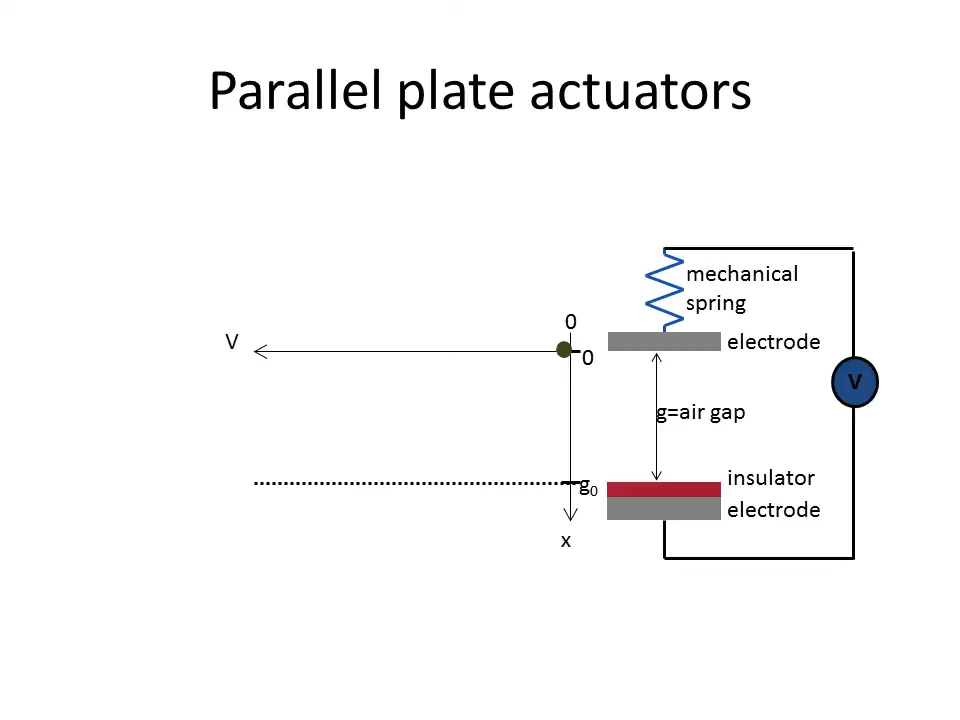 Parallel plate actuators
mechanical
spring
0
V
electrode
0
V
g=air gap
insulator
g₀
electrode
x